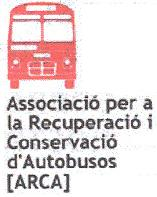 Associació per a
la Recuperació i
Conservació
d'Autobusos
[ARCA]